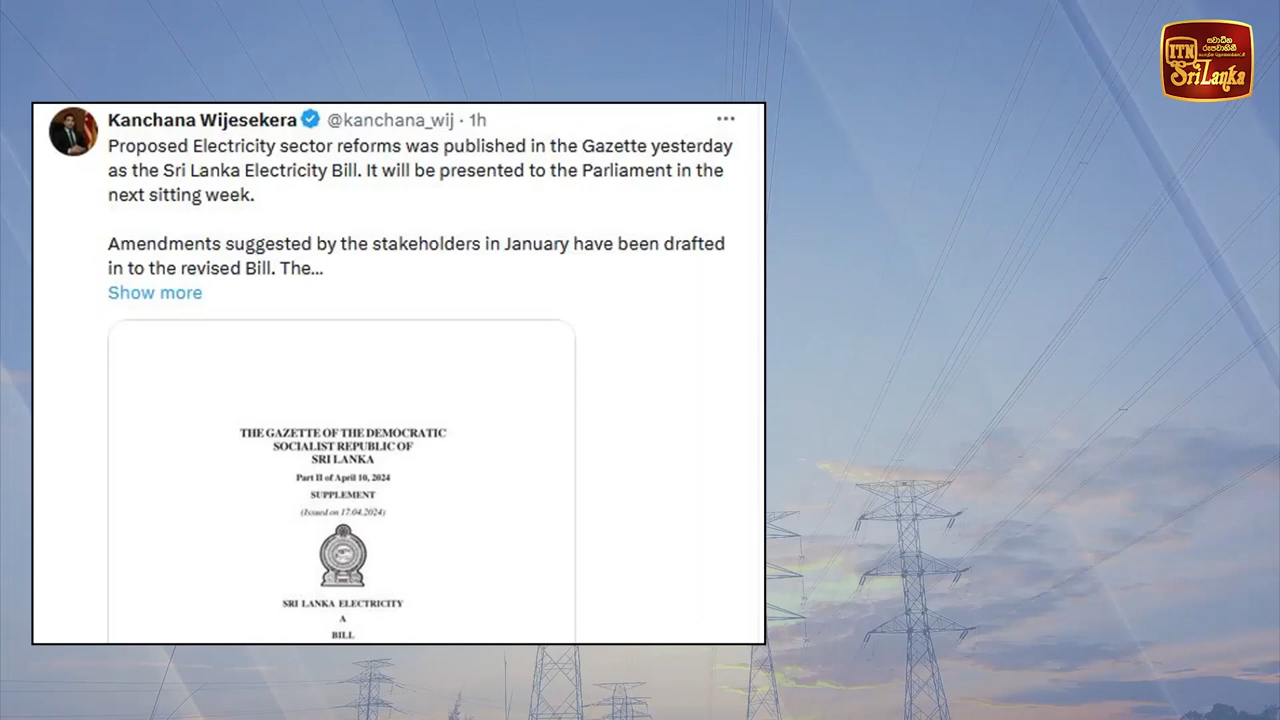 ITN
සවාධීන
රූපවාහිනී
Sri Lanka
Kanchana Wijesekera @kanchana_wij · 1h
Proposed Electricity sector reforms was published in the Gazette yesterday
as the Sri Lanka Electricity Bill. It will be presented to the Parliament in the
next sitting week.
Amendments suggested by the stakeholders in January have been drafted
in to the revised Bill. The...
Show more
THE GAZETTE OF THE DEMOCRATIC
SOCIALIST REPUBLIC OF
SRI LANKA
Part II of April 10, 2024
SUPPLEMENT
(Issued on 17.04.2024)
SRI LANKA ELECTRICITY
A
BILL